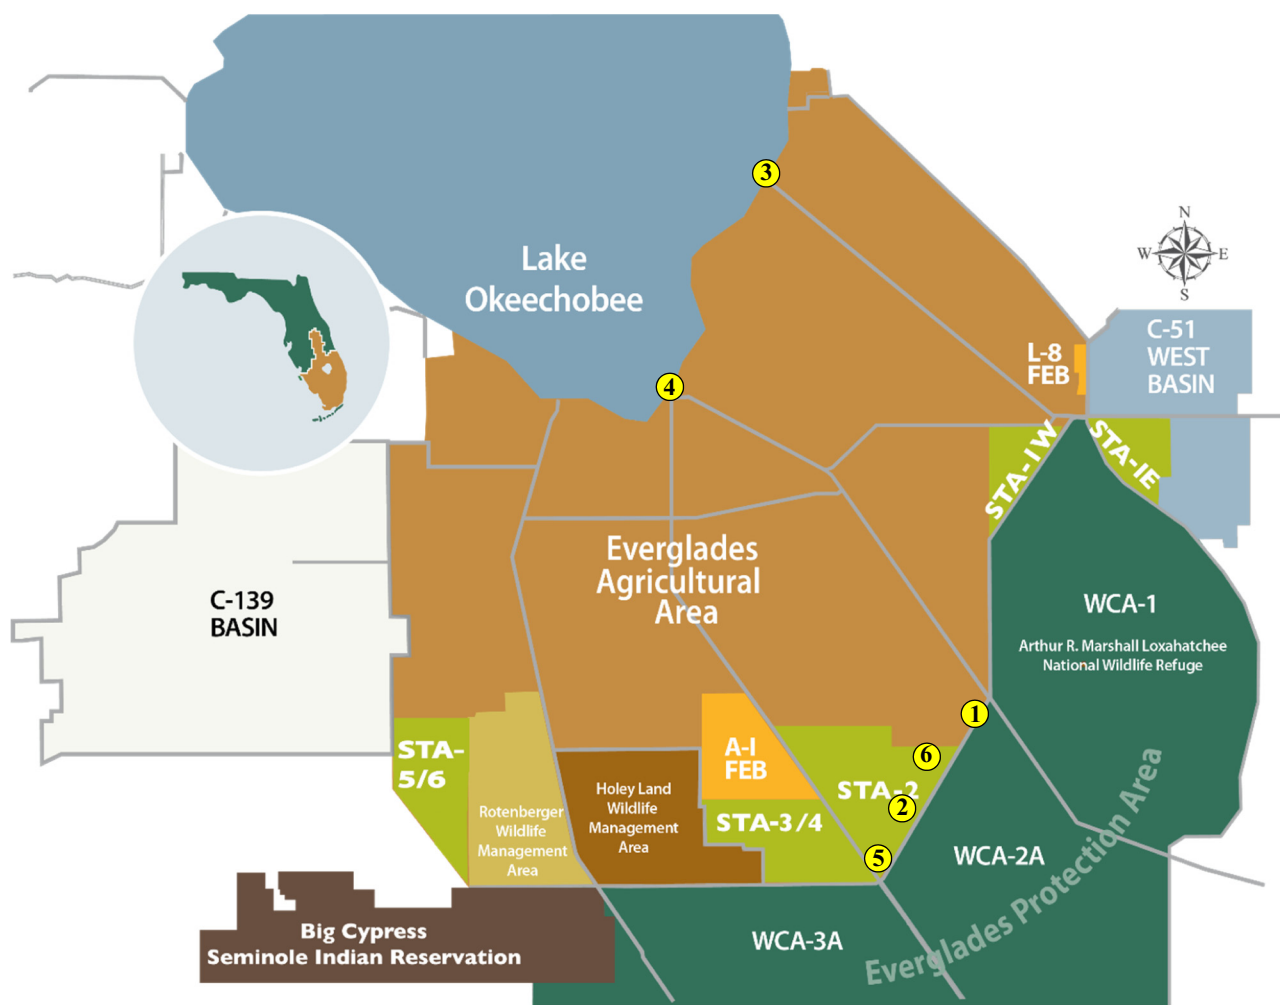 3
N
W
E
S
Lake
Okeechobee
C-51
WEST
BASIN
L-8
FEB
4
STA-1W
STA-1E
Everglades
Agricultural
Area
C-139
BASIN
WCA-1
Arthur R. Marshall Loxahatchee
National Wildlife Refuge
1
STA-
5/6
A-1
FEB
6
STA-2
2
Holey Land
Wildlife
Management
Area
Rotenberger
Wildlife
Management
Area
STA-3/4
5
WCA-2A
Everglades Protection Area
Big Cypress
Seminole Indian Reservation
WCA-3A